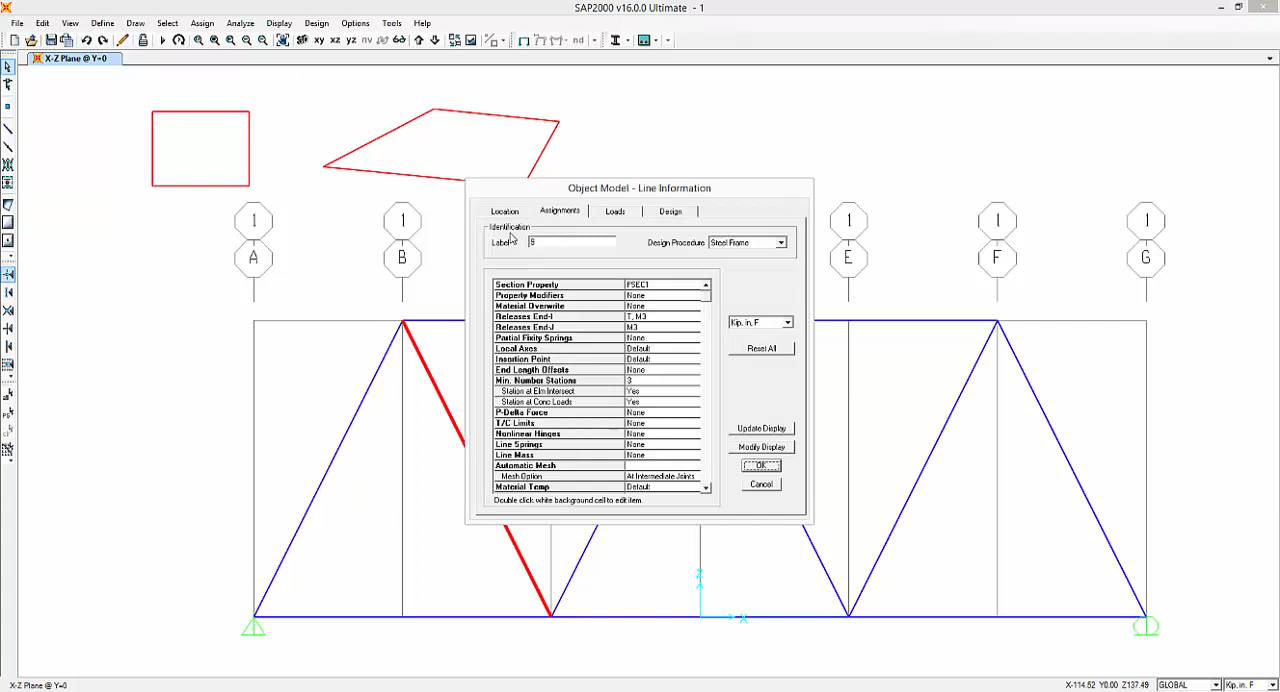 SAP2000 v16.0.0 Ultimate - 1
File Edit View Define Draw Select Assign Analyze Display Design Options Tools Help
xy xz yz nv nd
X-Z Plane @ Y=0
Object Model - Line Information
Location Assignments Loads Design
Identification
Label 9 Design Procedure Steel Frame
Section Property FSEC1
Property Modifiers None
Material Overwrite None
Releases End-I T, M3
Releases End-J M3
Partial Fixity Springs None
Local Axes Default
Insertion Point Default
End Length Offsets None
Min. Number Stations 3
Station at Elm Intersect Yes
Station at Conc Loads Yes
P-Delta Force None
T/C Limits None
Nonlinear Hinges None
Line Springs None
Line Mass None
Automatic Mesh
Mesh Option At Intermediate Joints
Material Temp Default
Double click white background cell to edit item.
Kip, in, F
Reset All
Update Display
Modify Display
OK
Cancel
1 1 1 1 1
A B E F G
Z
X
X-Z Plane @ Y=0 X-114.52 Y0.00 Z137.49 GLOBAL Kip, in, F